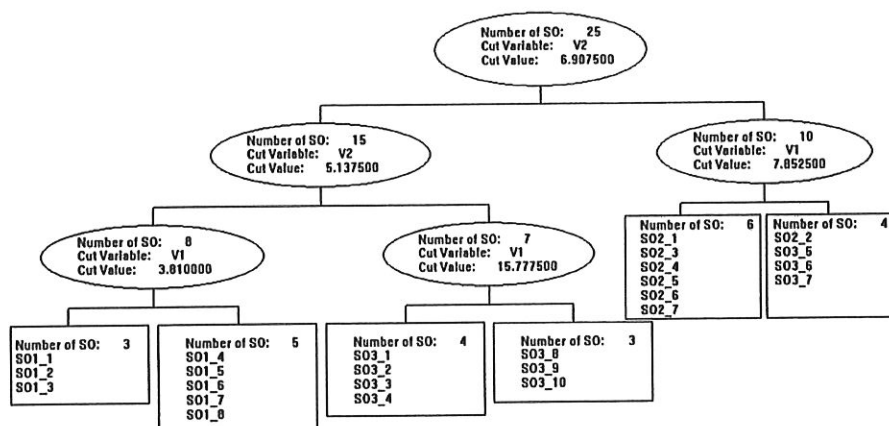 Number of SO: 25
Cut Variable: V2
Cut Value: 6.907500
Number of SO: 15
Cut Variable: V2
Cut Value: 5.137500
Number of SO: 10
Cut Variable: V1
Cut Value: 7.852500
Number of SO: 8
Cut Variable: V1
Cut Value: 3.810000
Number of SO: 7
Cut Variable: V1
Cut Value: 15.777500
Number of SO: 6
SO2_1
SO2_3
SO2_4
SO2_5
SO2_6
SO2_7
Number of SO: 4
SO2_2
SO3_5
SO3_6
SO3_7
Number of SO: 3
SO1_1
SO1_2
SO1_3
Number of SO: 5
SO1_4
SO1_5
SO1_6
SO1_7
SO1_8
Number of SO: 4
SO3_1
SO3_2
SO3_3
SO3_4
Number of SO: 3
SO3_8
SO3_9
SO3_10